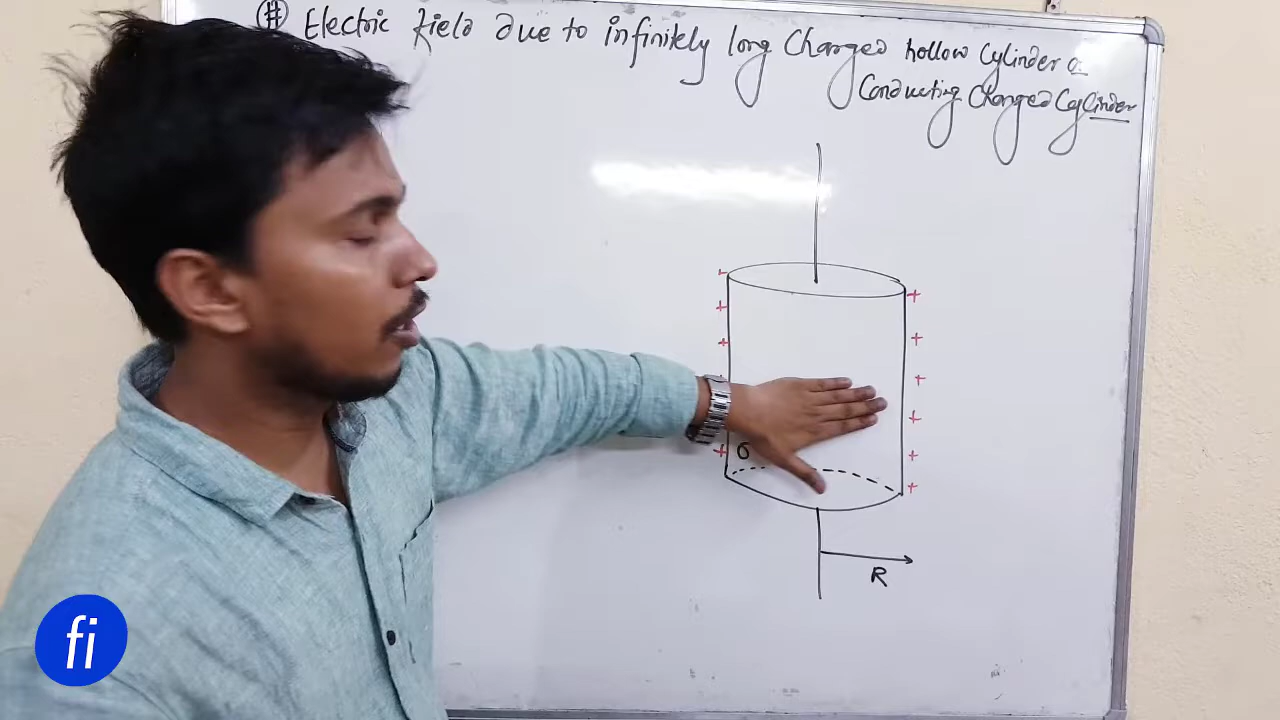 # Electric field due to infinitely long Charged hollow Cylinder
Conducting Charged Cylinder
+ +
+ +
+ +
+
+ σ +
+
R
fi